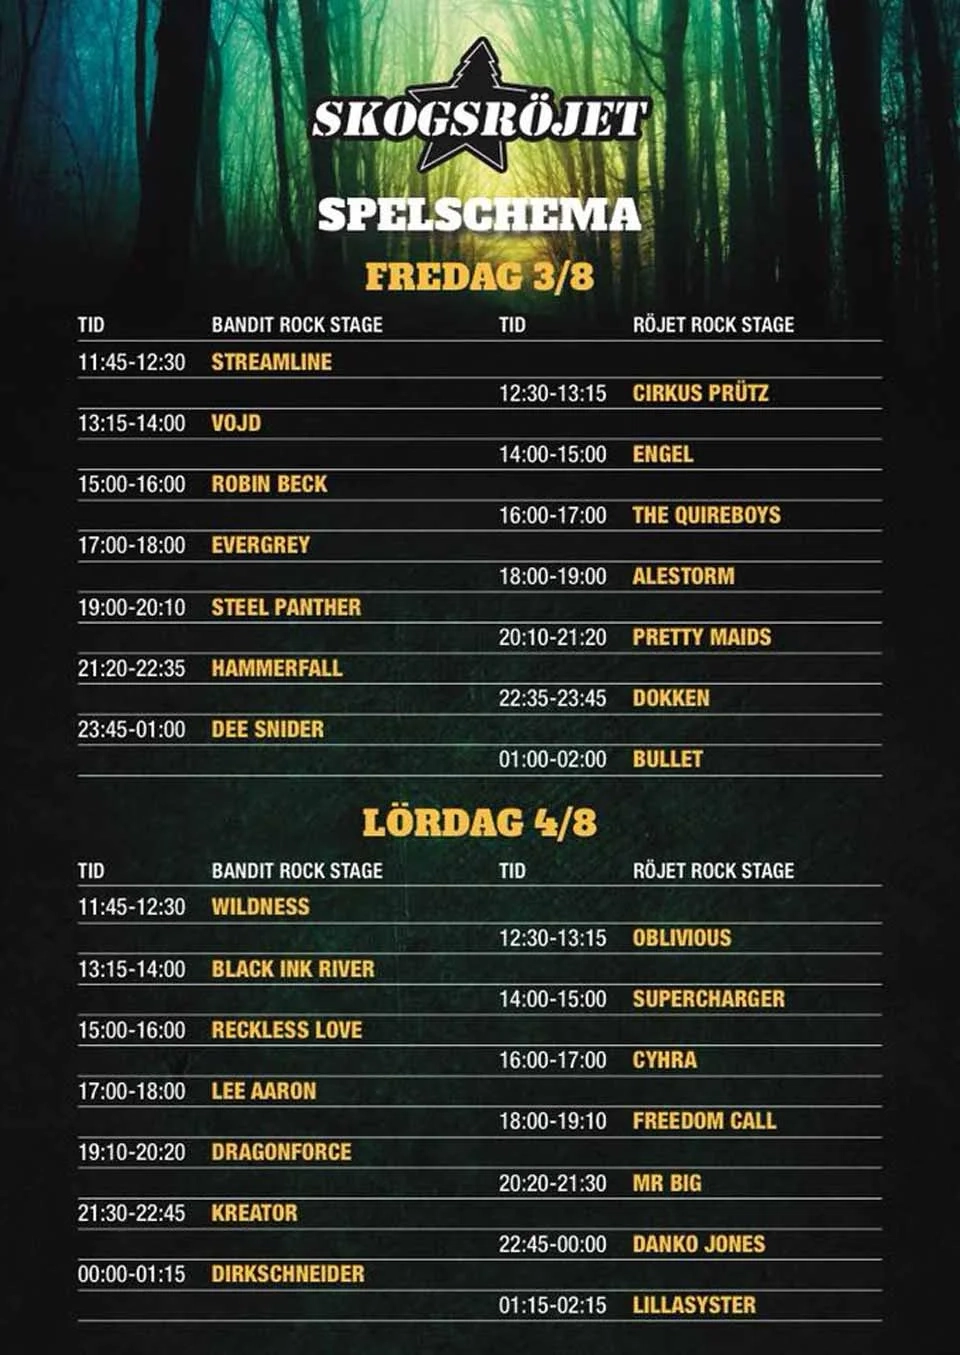 SKOGSRÖJET
SPELSCHEMA
FREDAG 3/8
TID BANDIT ROCK STAGE TID RÖJET ROCK STAGE
11:45-12:30 STREAMLINE
12:30-13:15 CIRKUS PRÜTZ
13:15-14:00 VOJD
14:00-15:00 ENGEL
15:00-16:00 ROBIN BECK
16:00-17:00 THE QUIREBOYS
17:00-18:00 EVERGREY
18:00-19:00 ALESTORM
19:00-20:10 STEEL PANTHER
20:10-21:20 PRETTY MAIDS
21:20-22:35 HAMMERFALL
22:35-23:45 DOKKEN
23:45-01:00 DEE SNIDER
01:00-02:00 BULLET
LÖRDAG 4/8
TID BANDIT ROCK STAGE TID RÖJET ROCK STAGE
11:45-12:30 WILDNESS
12:30-13:15 OBLIVIOUS
13:15-14:00 BLACK INK RIVER
14:00-15:00 SUPERCHARGER
15:00-16:00 RECKLESS LOVE
16:00-17:00 CYHRA
17:00-18:00 LEE AARON
18:00-19:10 FREEDOM CALL
19:10-20:20 DRAGONFORCE
20:20-21:30 MR BIG
21:30-22:45 KREATOR
22:45-00:00 DANKO JONES
00:00-01:15 DIRKSCHNEIDER
01:15-02:15 LILLASYSTER